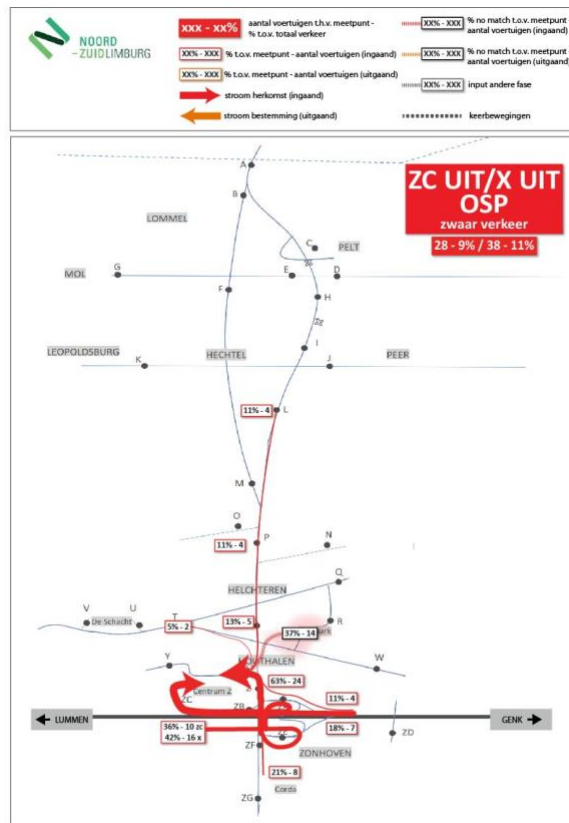 NOORD
-ZUIDLIMBURG
xxx - xx%
aantal voertuigen t.h.v. meetpunt -
% t.o.v. totaal verkeer
XX% - XXX
% t.o.v. meetpunt - aantal voertuigen (ingaand)
XX% - XXX
% t.o.v. meetpunt - aantal voertuigen (uitgaand)
stroom herkomst (ingaand)
stroom bestemming (uitgaand)
XX% - XXX
% no match t.o.v. meetpunt -
aantal voertuigen (ingaand)
XX% - XXX
% no match t.o.v. meetpunt -
aantal voertuigen (uitgaand)
XX% - XXX
input andere fase
keerbewegingen
ZC UIT/X UIT
OSP
zwaar verkeer
28 - 9% / 38 - 11%
A
B
LOMMEL
C
PELT
MOL
G
E
D
F
H
I
LEOPOLDSBURG
K
HECHTEL
J
PEER
11% - 4
L
M
O
11% - 4
P
N
HELCHTEREN
Q
V
U
De Schacht
T
5% - 2
13% - 5
37% - 14
R
HOUTHALEN
Y
W
Centrum Z
63% - 24
ZC
Z
11% - 4
ZB
LUMMEN
GENK
36% - 10 zc
42% - 16 x
18% - 7
ZD
ZF
ZONHOVEN
21% - 8
Corda
ZG